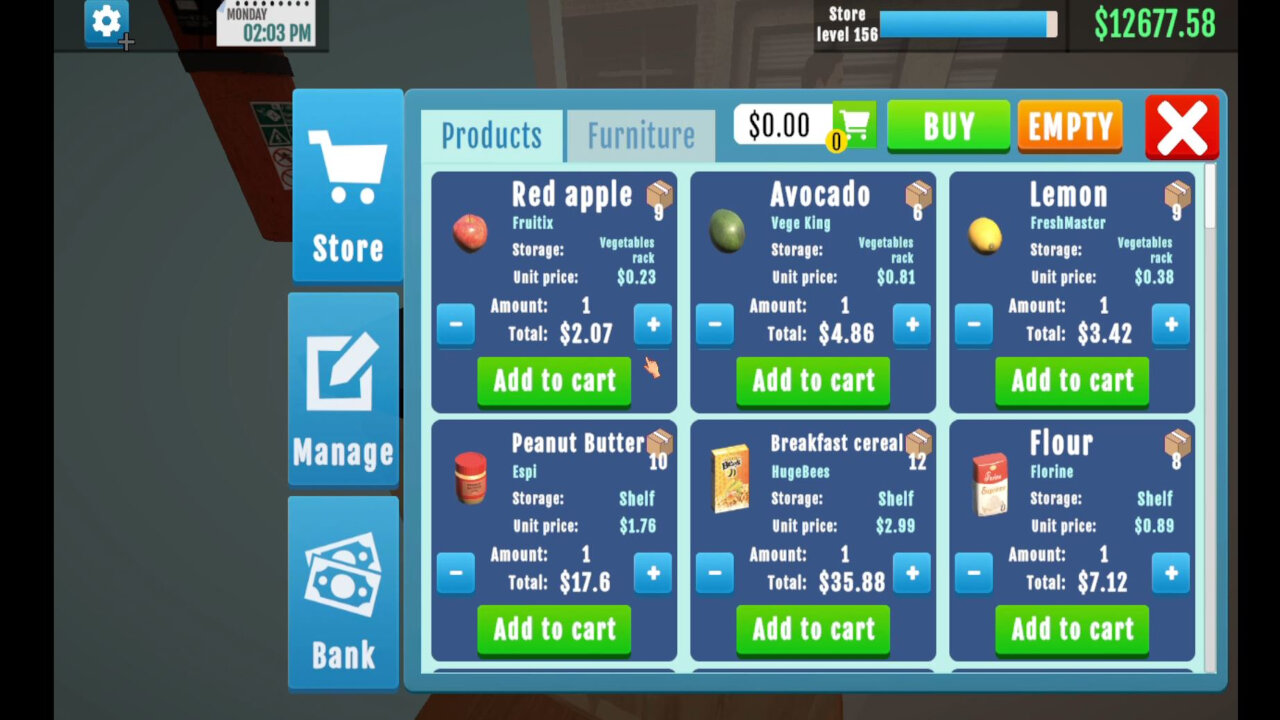 MONDAY
02:03 PM
Store
level 156
$12677.58
Store
Manage
Bank
Products
Furniture
$0.00
0
BUY
EMPTY
Red apple
9
Fruitix
Storage: Vegetables
rack
Unit price: $0.23
Amount: 1
Total: $2.07
- +
Add to cart
Avocado
6
Vege King
Storage: Vegetables
rack
Unit price: $0.81
Amount: 1
Total: $4.86
- +
Add to cart
Lemon
9
FreshMaster
Storage: Vegetables
rack
Unit price: $0.38
Amount: 1
Total: $3.42
- +
Add to cart
Peanut Butter
10
Espi
Storage: Shelf
Unit price: $1.76
Amount: 1
Total: $17.6
- +
Add to cart
Breakfast cereal
12
HugeBees
Storage: Shelf
Unit price: $2.99
Amount: 1
Total: $35.88
- +
Add to cart
Flour
8
Florine
Storage: Shelf
Unit price: $0.89
Amount: 1
Total: $7.12
- +
Add to cart